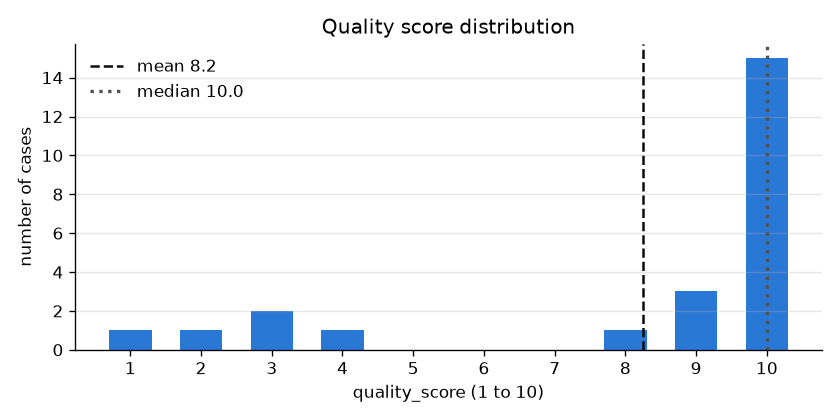 Quality score distribution
mean 8.2
median 10.0
number of cases
14
12
10
8
6
4
2
0
1 2 3 4 5 6 7 8 9 10
quality_score (1 to 10)